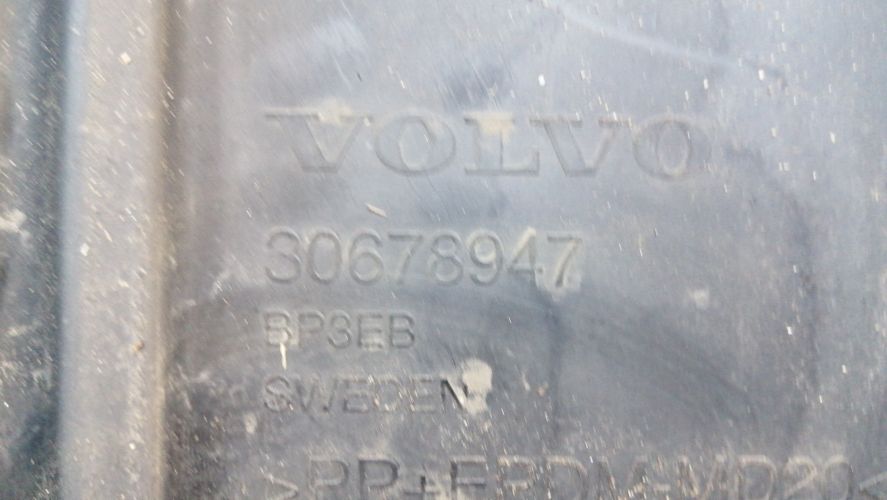 VOLVO
30678947
BP3EB
SWEDEN
>PP+EPDM-MD20<